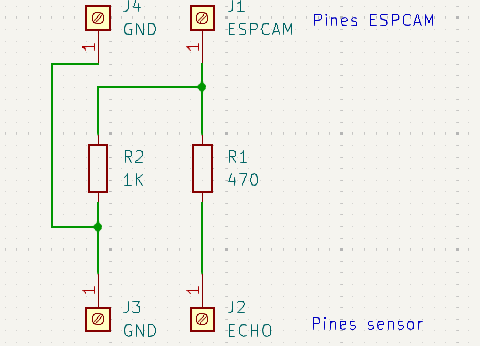 J4
GND
1
J1
ESPCAM
1
Pines ESPCAM
R2
1K
R1
470
1
J3
GND
1
J2
ECHO
Pines sensor